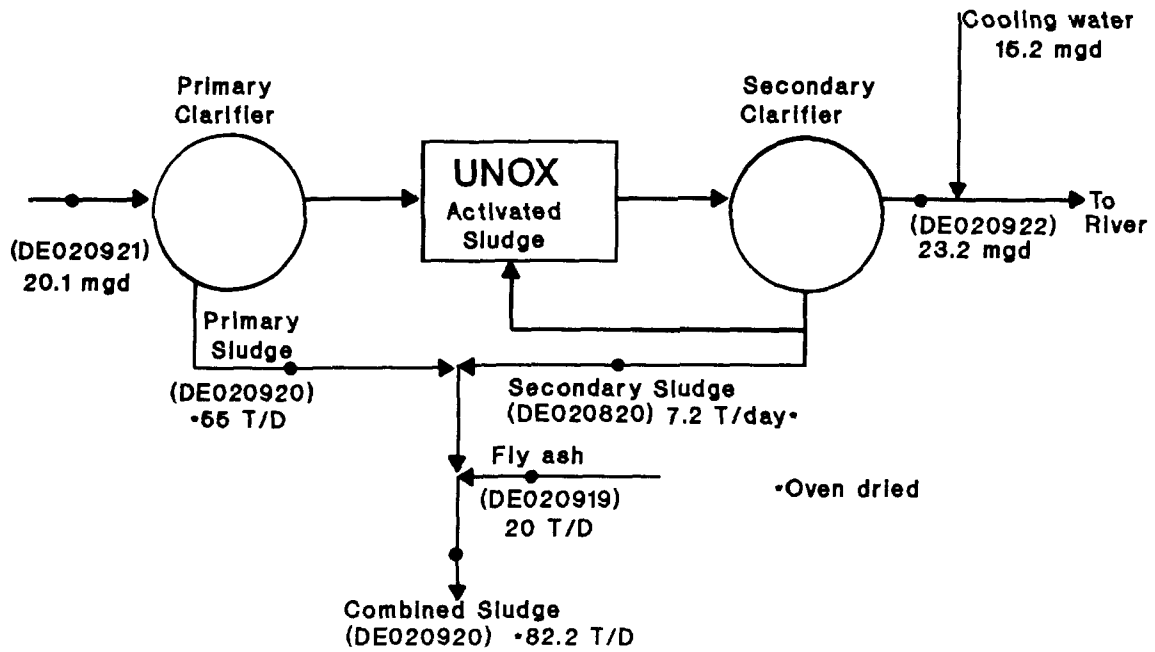 Cooling water
15.2 mgd
Primary
Clarifier
Secondary
Clarifier
UNOX
Activated
Sludge
To
River
(DE020921)
20.1 mgd
(DE020922)
23.2 mgd
Primary
Sludge
(DE020920)
*55 T/D
Secondary Sludge
(DE020820) 7.2 T/day*
Fly ash
(DE020919)
20 T/D
*Oven dried
Combined Sludge
(DE020920) *82.2 T/D